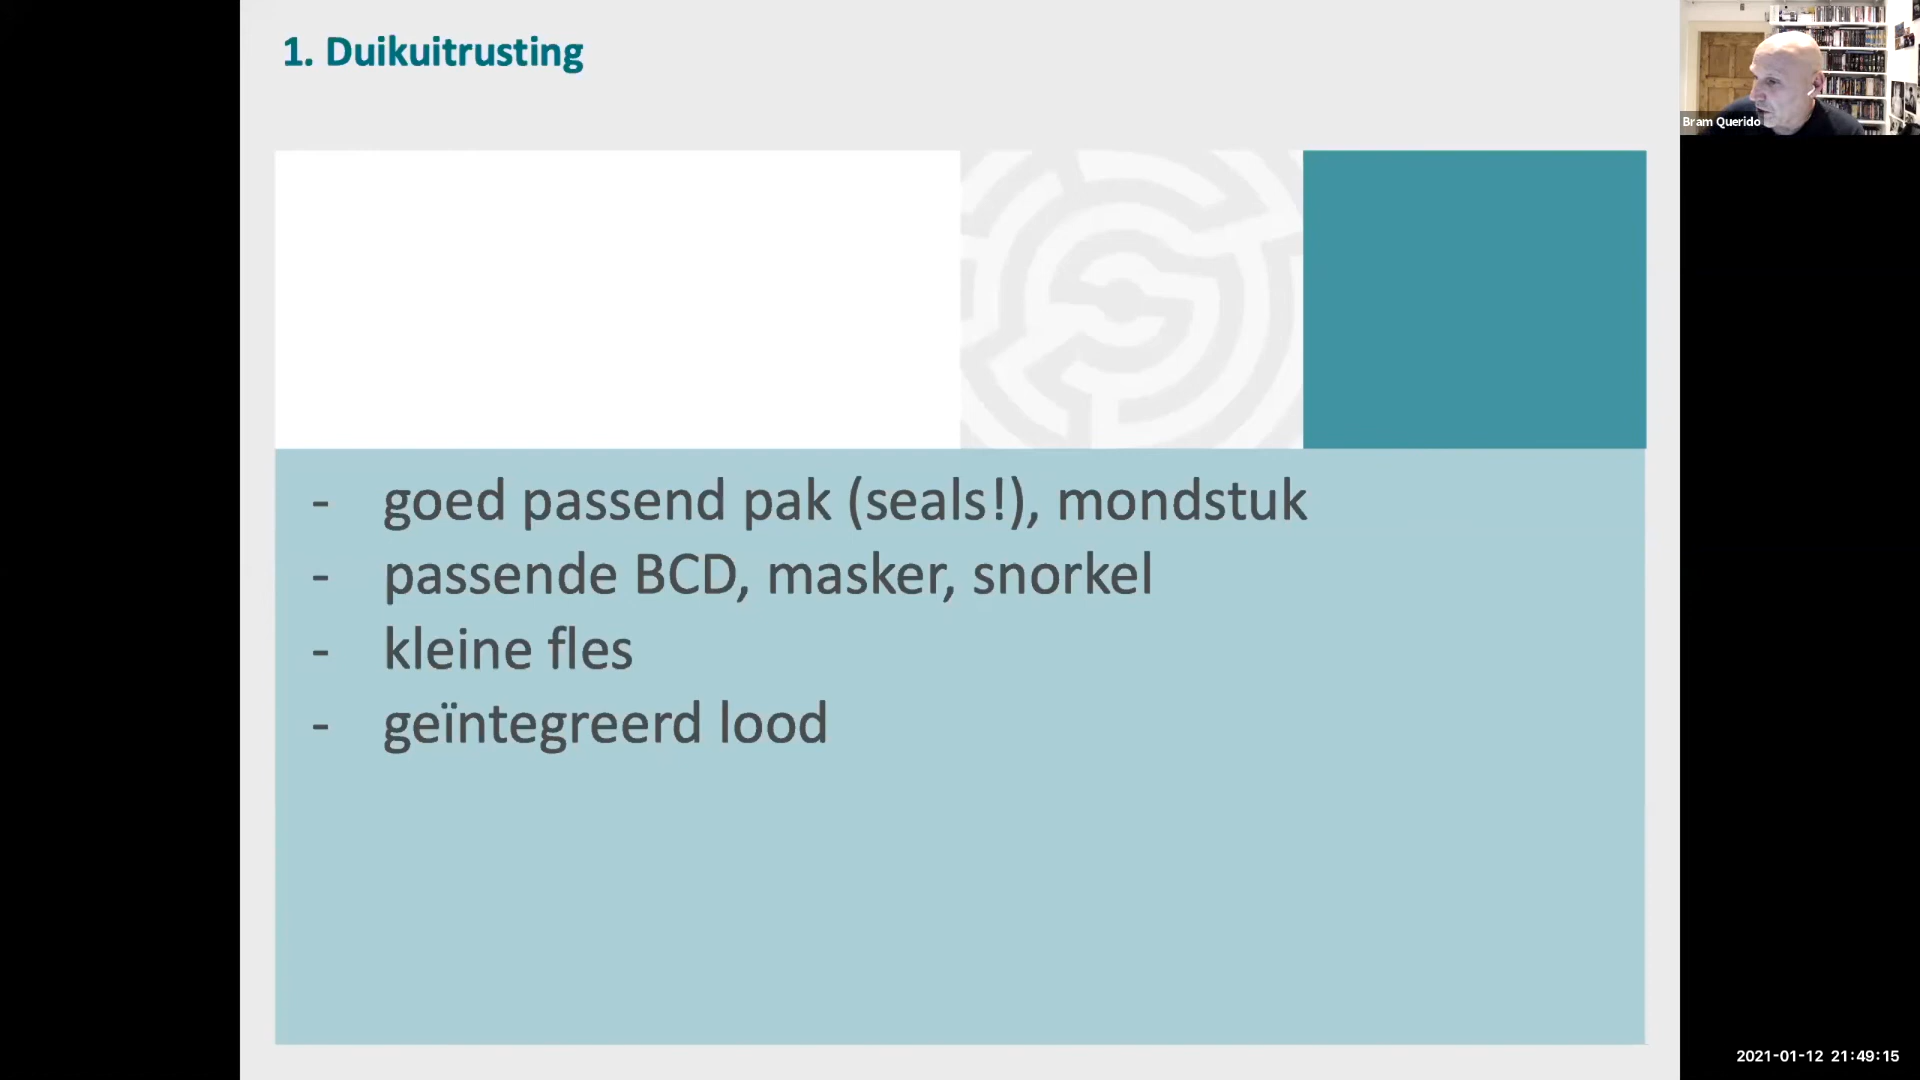 1. Duikuitrusting
Bram Querido
- goed passend pak (seals!), mondstuk
- passende BCD, masker, snorkel
- kleine fles
- geïntegreerd lood
2021-01-12 21:49:15